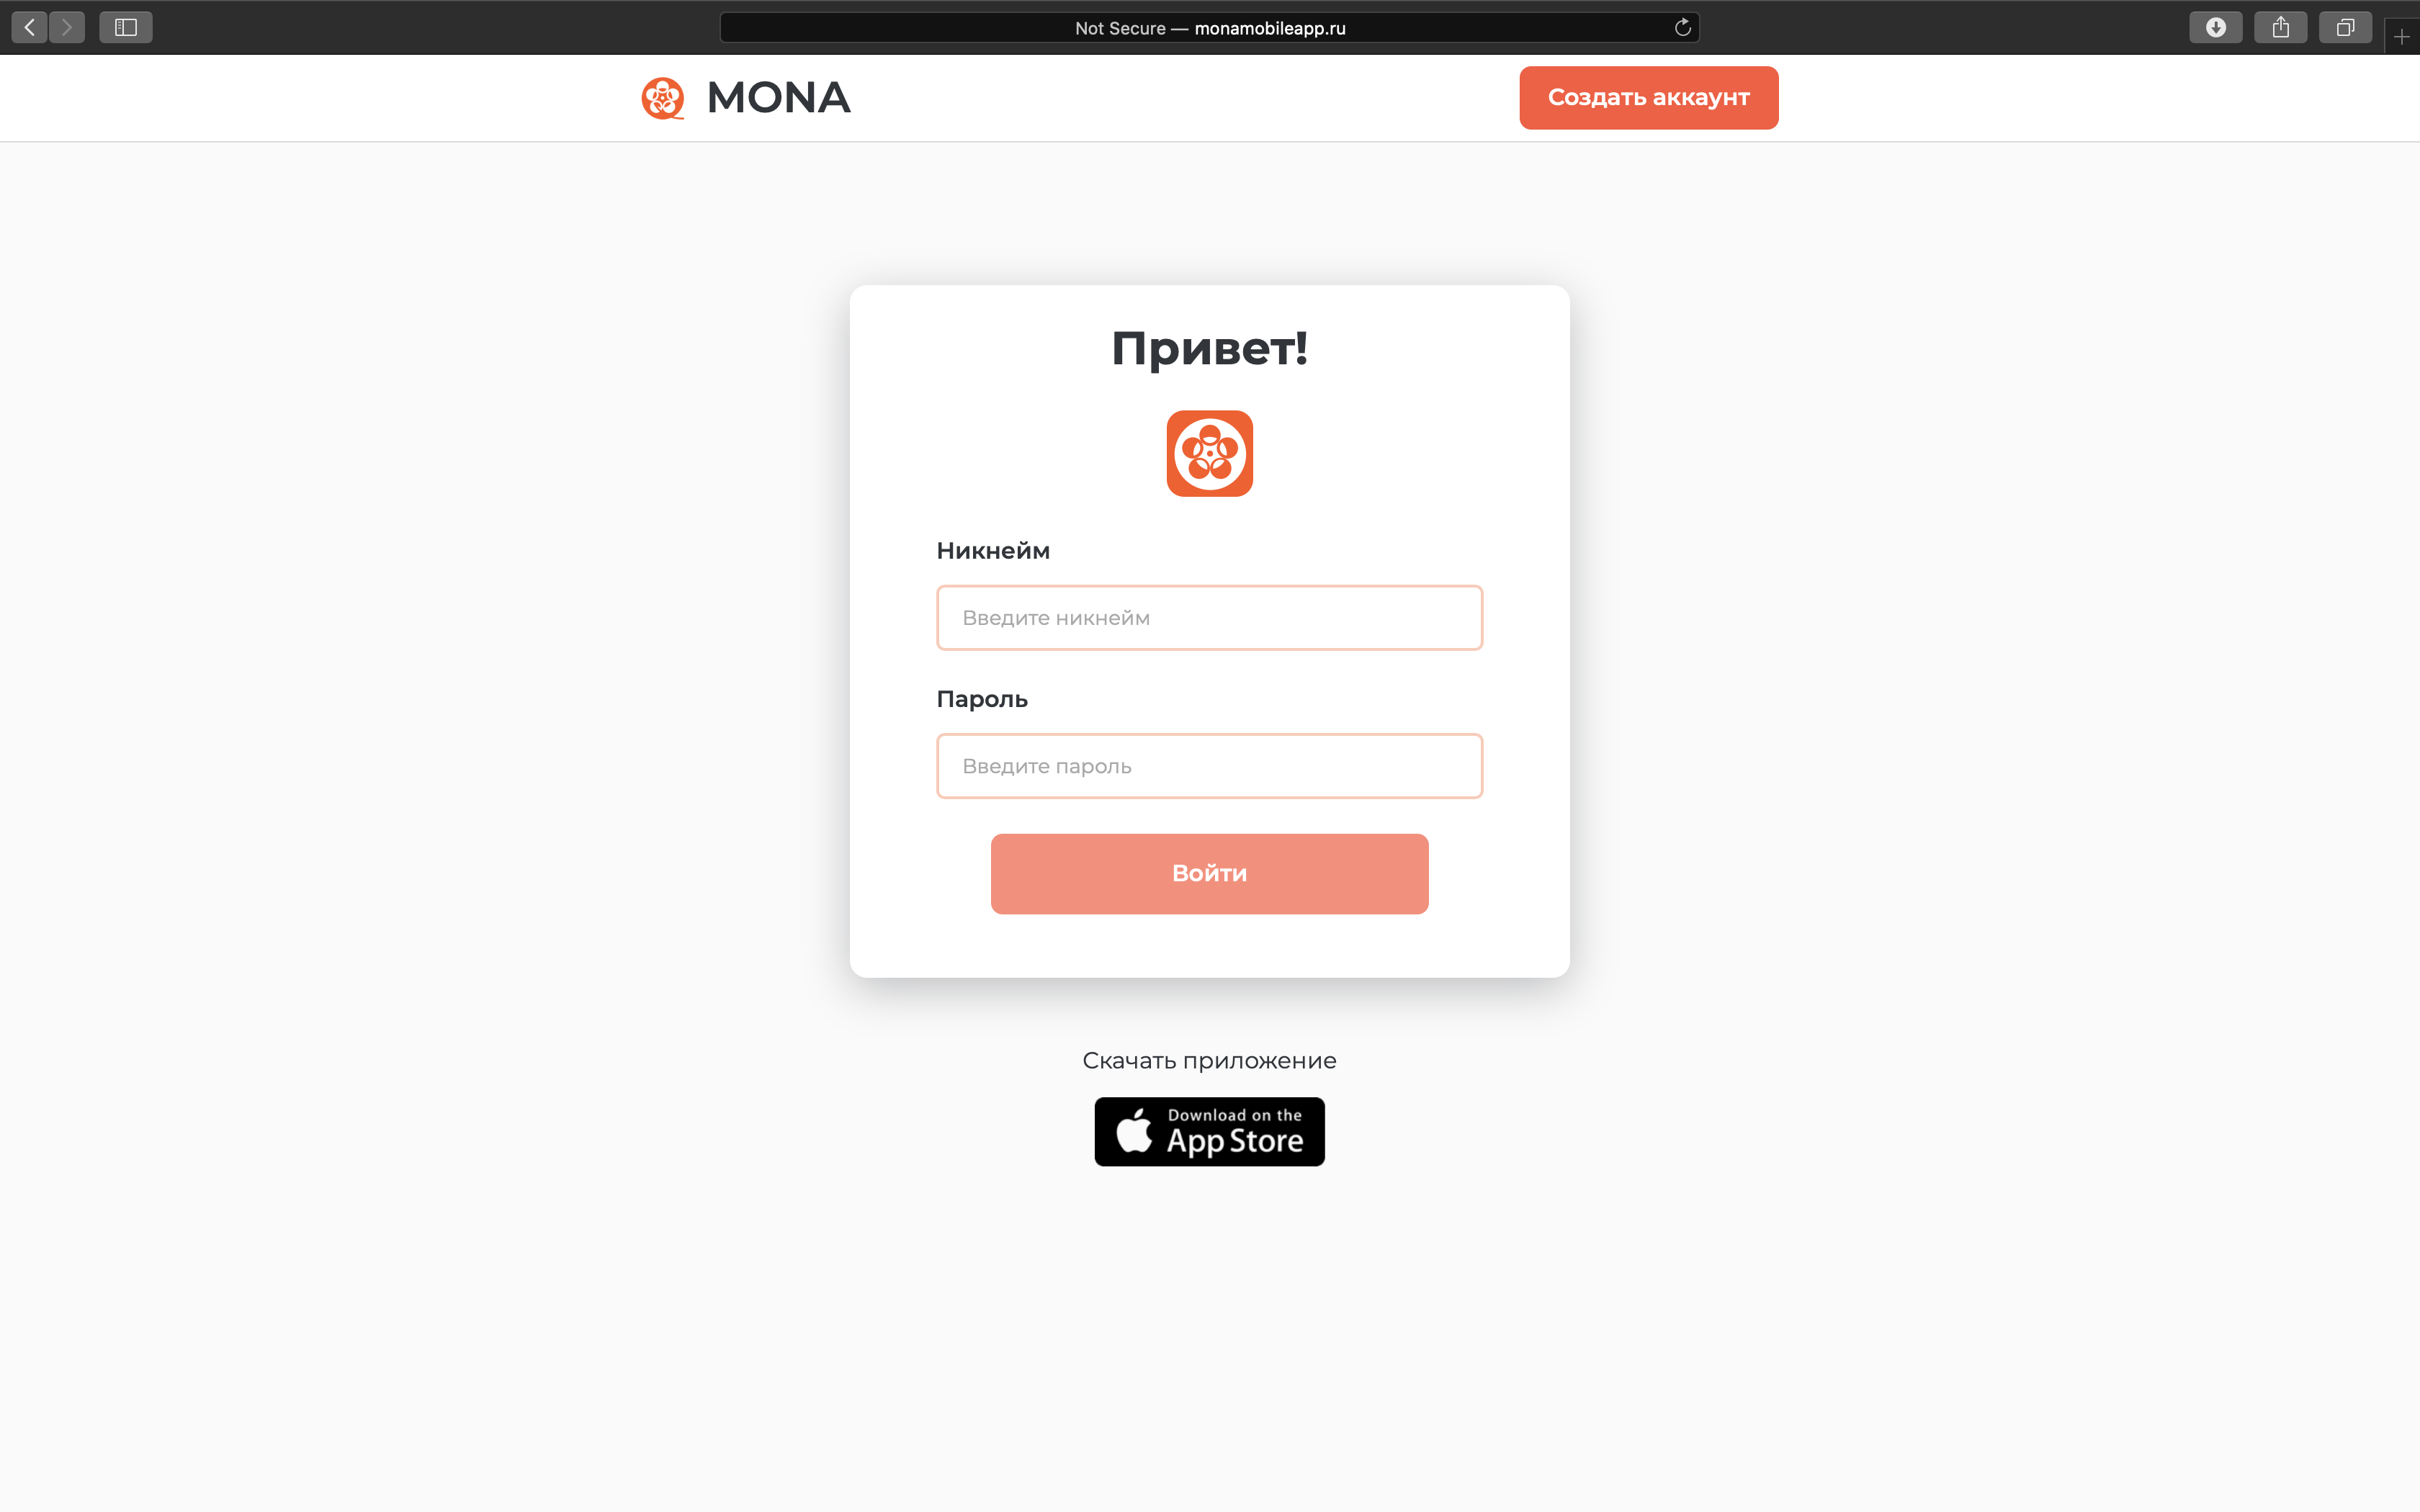 Not Secure — monamobileapp.ru
MONA
Создать аккаунт
Привет!
Никнейм
Введите никнейм
Пароль
Введите пароль
Войти
Скачать приложение
Download on the
App Store